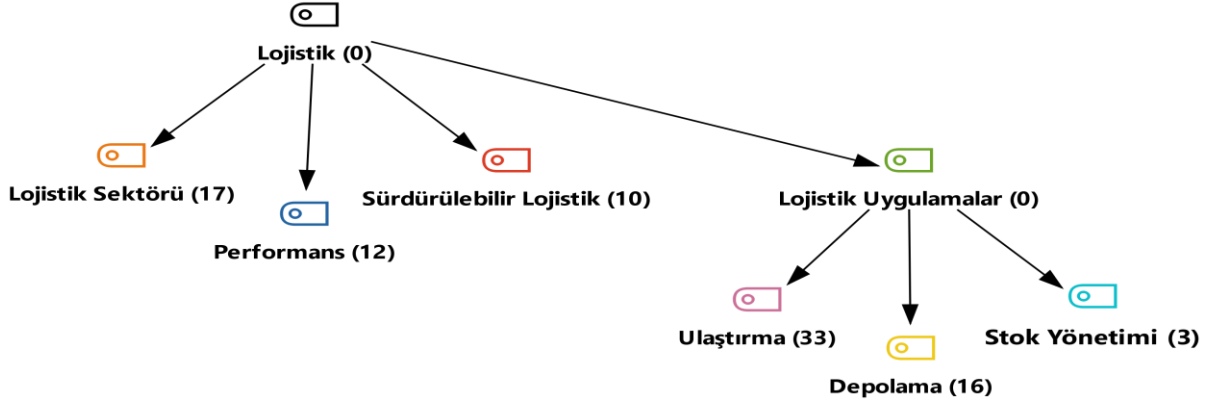 Lojistik (0)
Lojistik Sektörü (17)
Performans (12)
Sürdürülebilir Lojistik (10)
Lojistik Uygulamalar (0)
Ulaştırma (33)
Depolama (16)
Stok Yönetimi (3)